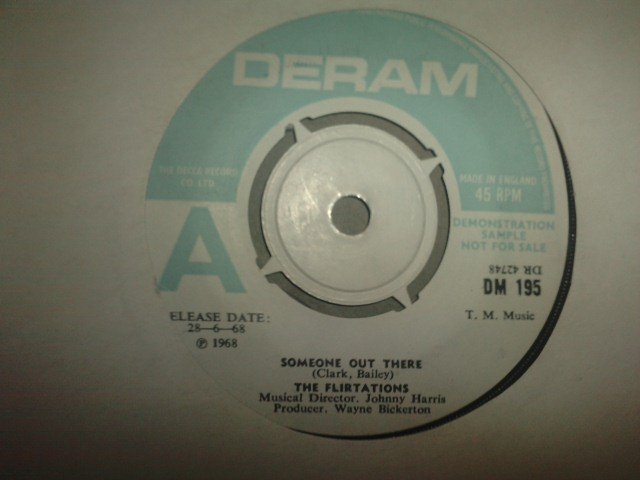 DERAM
THE DECCA RECORD
CO. LTD.
MADE IN ENGLAND
45 RPM
A
DEMONSTRATION
SAMPLE
NOT FOR SALE
DR 42748
DM 195
T. M. Music
ELEASE DATE:
28-6-68
℗ 1968
SOMEONE OUT THERE
(Clark, Bailey)
THE FLIRTATIONS
Musical Director. Johnny Harris
Producer. Wayne Bickerton